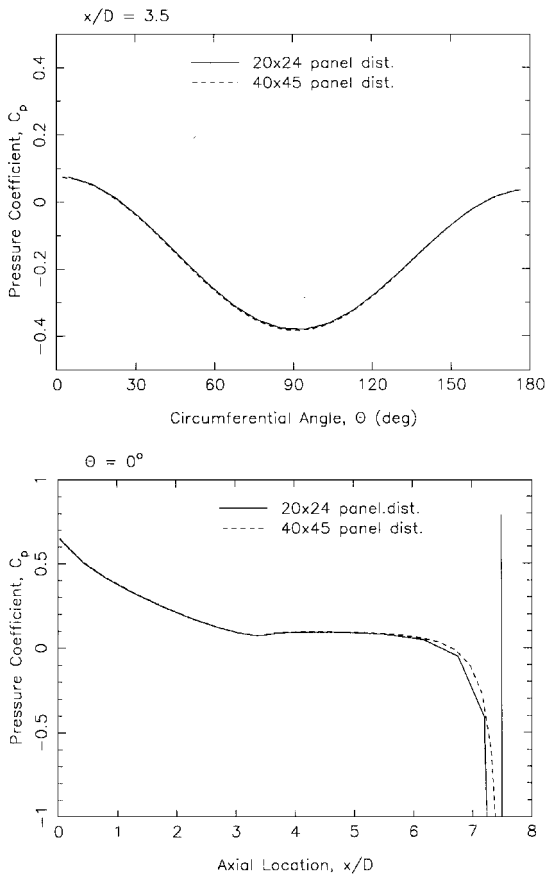 x/D = 3.5
20x24 panel dist.
40x45 panel dist.
0.4
0.2
0
−0.2
−0.4
Pressure Coefficient, Cp
0 30 60 90 120 150 180
Circumferential Angle, Θ (deg)
Θ = 0°
20x24 panel.dist.
40x45 panel dist.
1
0.5
0
−0.5
−1
Pressure Coefficient, Cp
0 1 2 3 4 5 6 7 8
Axial Location, x/D